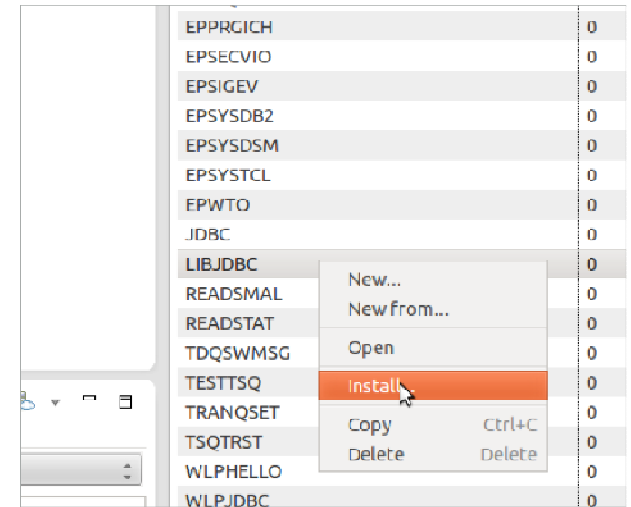 EPPRGICH 0
EPSECVIO 0
EPSIGEV 0
EPSYSDB2 0
EPSYSDSM 0
EPSYSTCL 0
EPWTO 0
JDBC 0
LIBJDBC 0
New...
READSMAL 0
New from...
READSTAT 0
Open
TDQSWMSG 0
TESTTSQ Install... 0
TRANQSET 0
Copy Ctrl+C
TSQTRST 0
Delete Delete
WLPHELLO 0
WLPJDBC 0